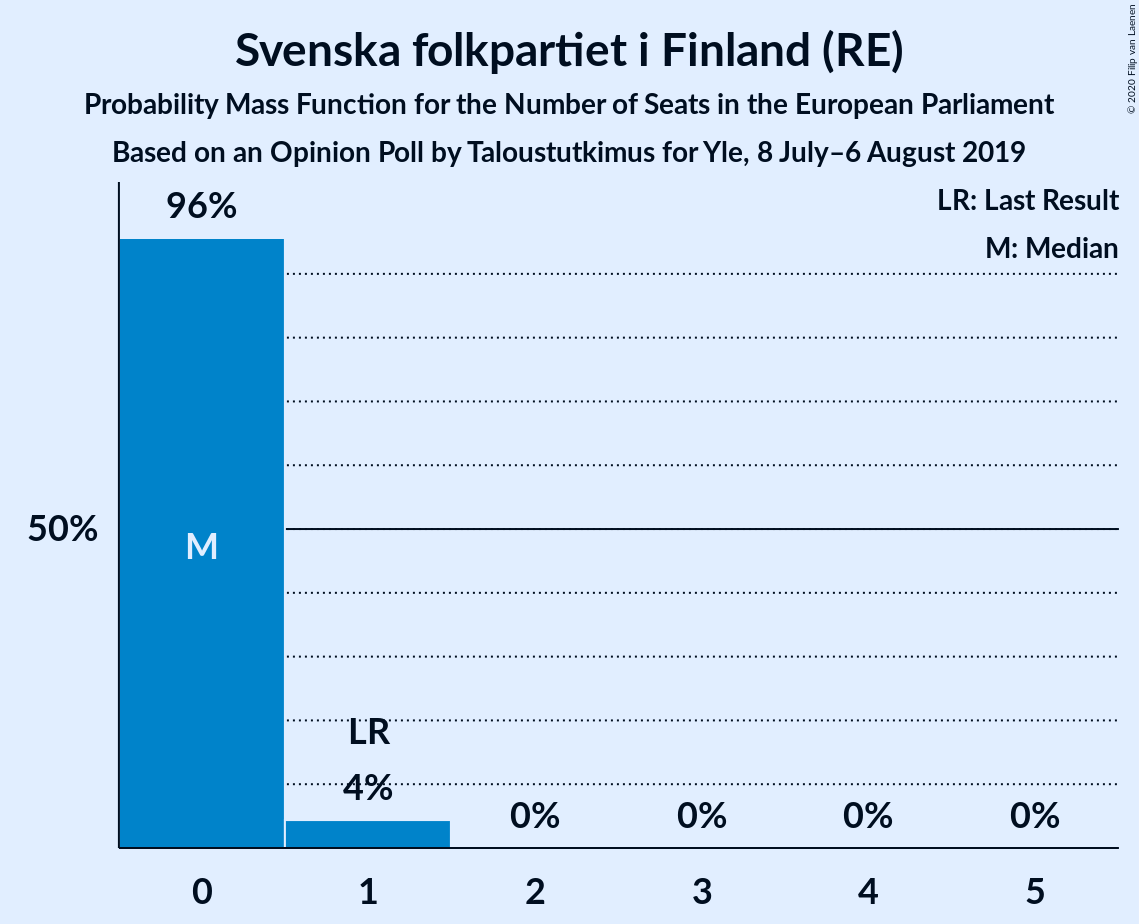 Svenska folkpartiet i Finland (RE)
Probability Mass Function for the Number of Seats in the European Parliament
Based on an Opinion Poll by Taloustutkimus for Yle, 8 July–6 August 2019
© 2020 Filip van Laenen
LR: Last Result
M: Median
96%
50%
M
LR
4%
0% 0% 0% 0%
0 1 2 3 4 5